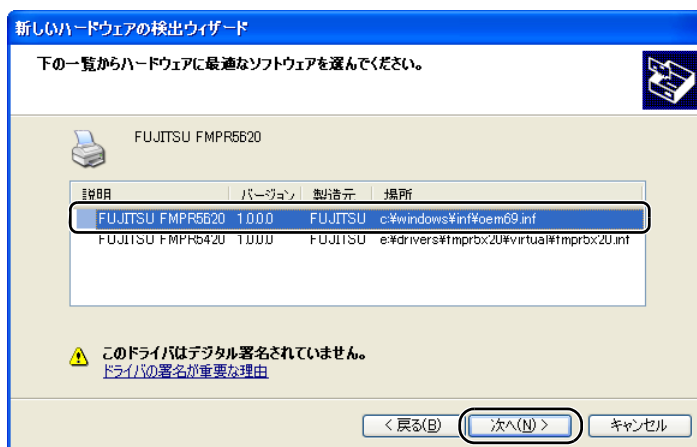 新しいハードウェアの検出ウィザード
下の一覧からハードウェアに最適なソフトウェアを選んでください。
FUJITSU FMPR5620
説明 バージョン 製造元 場所
FUJITSU FMPR5620 1.0.0.0 FUJITSU c:¥windows¥inf¥oem69.inf
FUJITSU FMPR5420 1.0.0.0 FUJITSU e:¥drivers¥fmpr5x20¥virtual¥fmpr5x20.inf
このドライバはデジタル署名されていません。
ドライバの署名が重要な理由
< 戻る(B) 次へ(N) > キャンセル